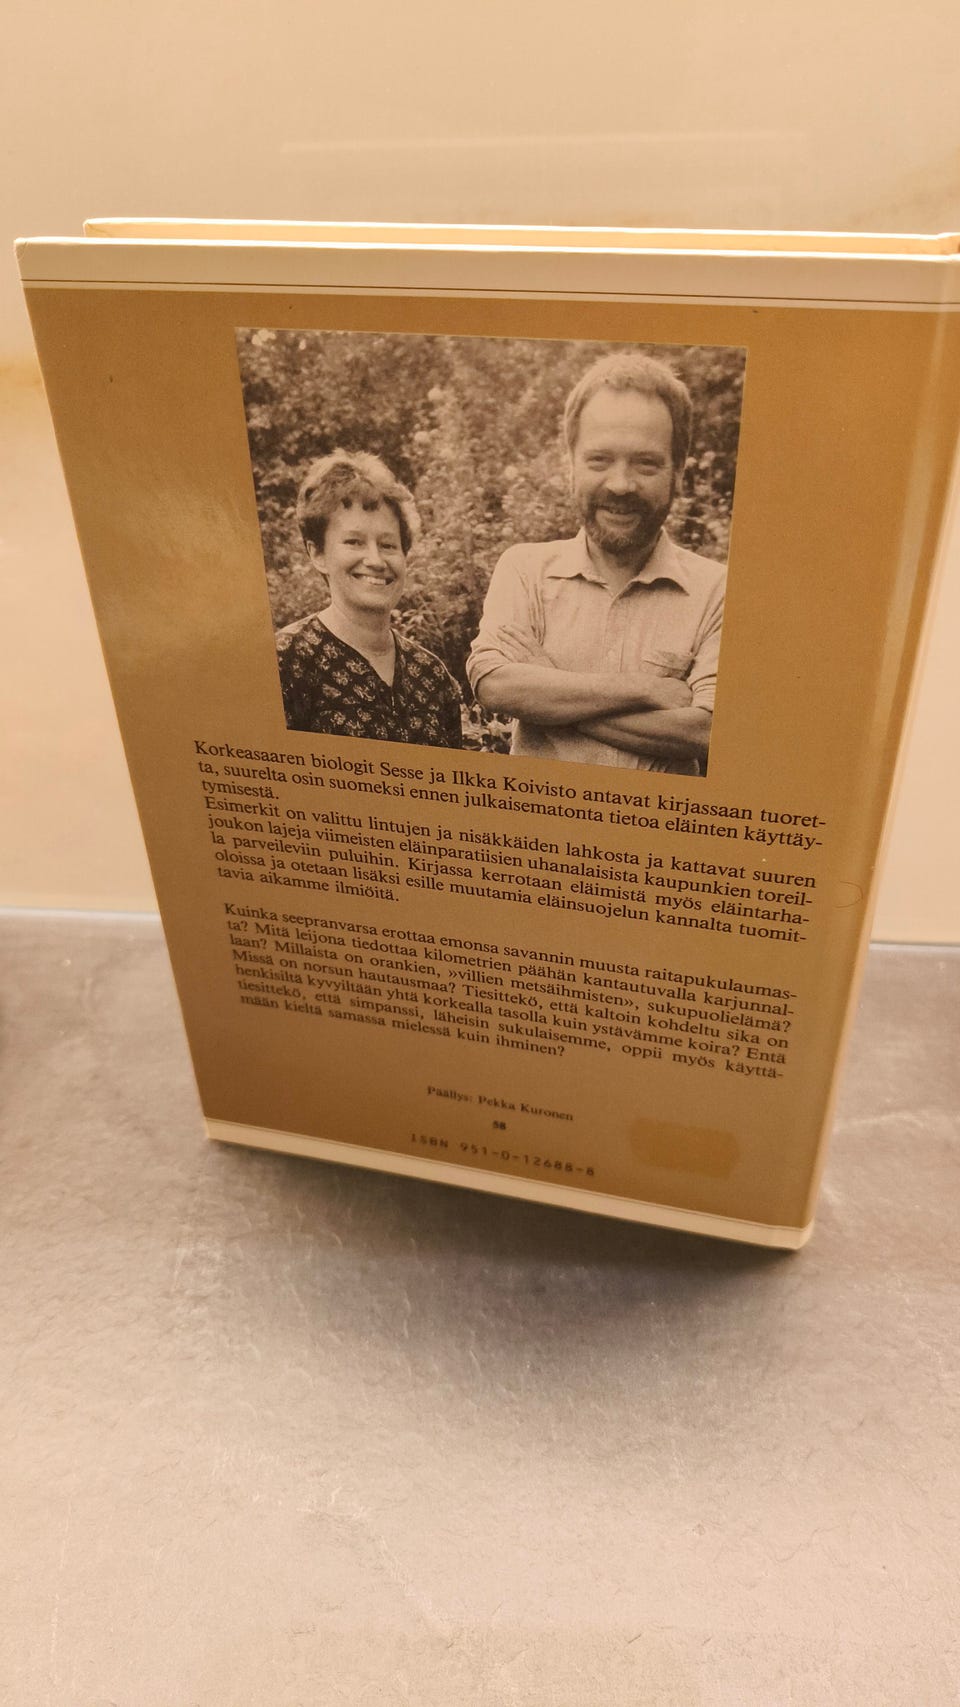 Korkeasaaren biologit Sesse ja Ilkka Koivisto antavat kirjassaan tuoret-
ta, suurelta osin suomeksi ennen julkaisematonta tietoa eläinten käyttäy-
tymisestä.
Esimerkit on valittu lintujen ja nisäkkäiden lahkosta ja kattavat suuren
joukon lajeja viimeisten eläinparatiisien uhanalaisista kaupunkien toreil-
la parveileviin puluihin. Kirjassa kerrotaan eläimistä myös eläintarha-
oloissa ja otetaan lisäksi esille muutamia eläinsuojelun kannalta tuomit-
tavia aikamme ilmiöitä.
Kuinka seepranvarsa erottaa emonsa savannin muusta raitapukulaumas-
ta? Mitä leijona tiedottaa kilometrien päähän kantautuvalla karjunnal-
laan? Millaista on orankien, »villien metsäihmisten», sukupuolielämä?
Missä on norsun hautausmaa? Tiesittekö, että kaltoin kohdeltu sika on
henkisiltä kyvyiltään yhtä korkealla tasolla kuin ystävämme koira? Entä
tiesittekö, että simpanssi, läheisin sukulaisemme, oppii myös käyttä-
mään kieltä samassa mielessä kuin ihminen?
Päällys: Pekka Kuronen
58
ISBN 951-0-12688-8